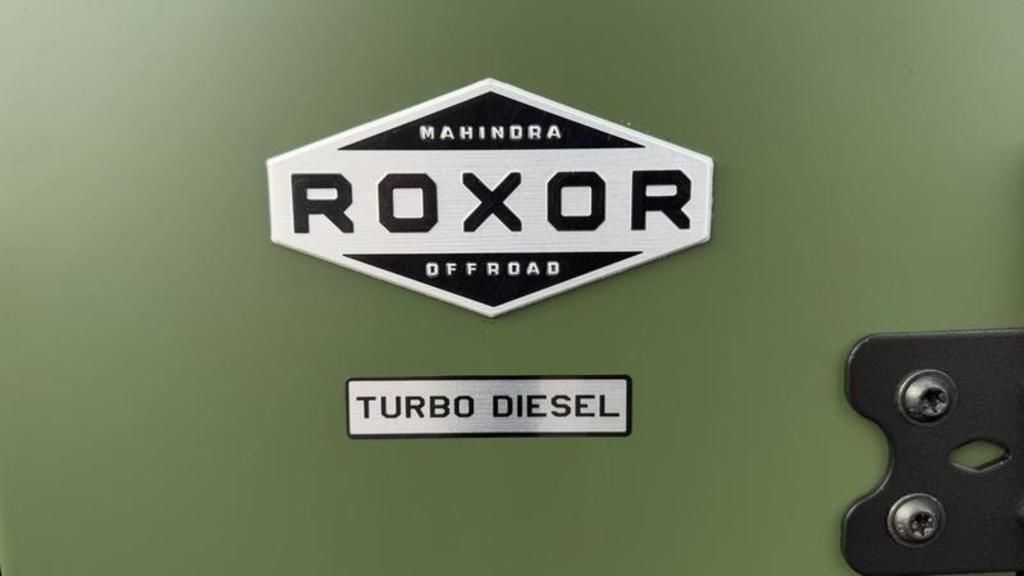 MAHINDRA
ROXOR
OFFROAD
TURBO DIESEL